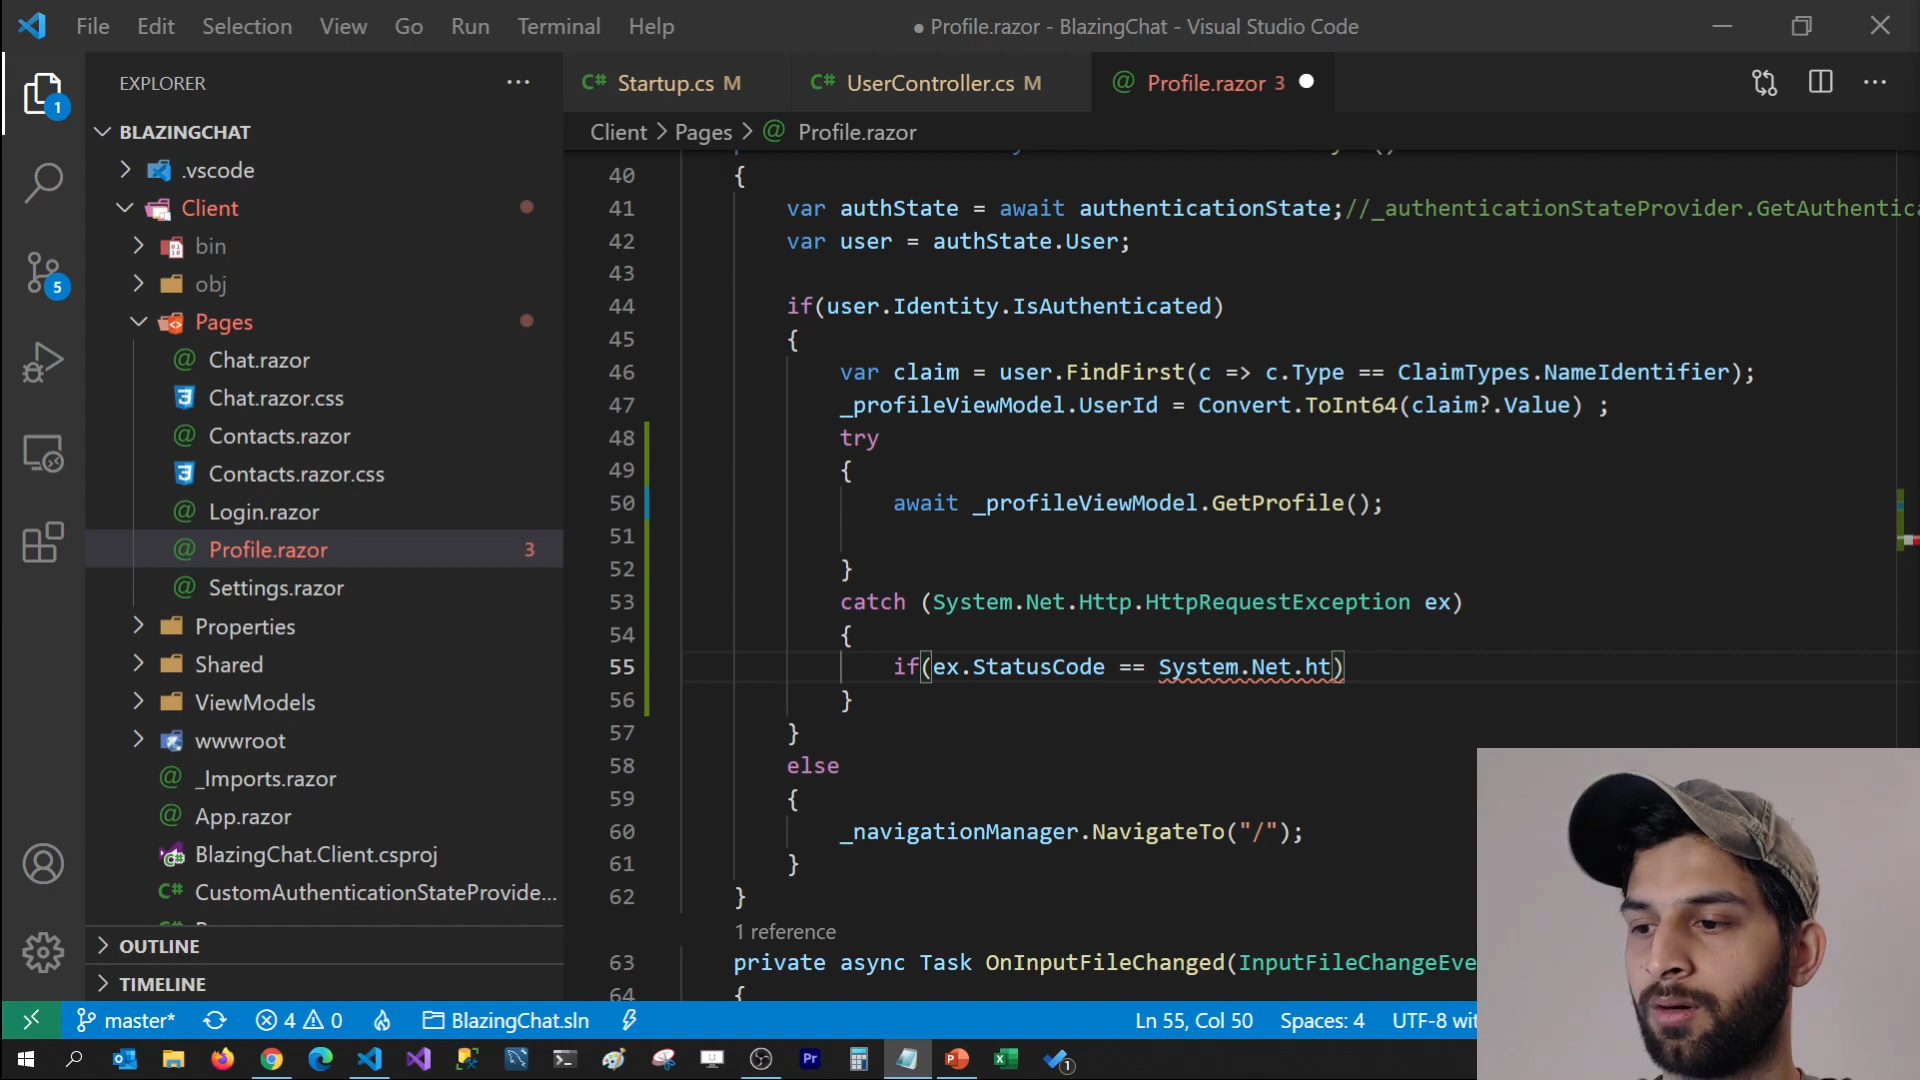 File Edit Selection View Go Run Terminal Help
● Profile.razor - BlazingChat - Visual Studio Code
EXPLORER
BLAZINGCHAT
.vscode
Client
bin
obj
Pages
Chat.razor
Chat.razor.css
Contacts.razor
Contacts.razor.css
Login.razor
Profile.razor 3
Settings.razor
Properties
Shared
ViewModels
wwwroot
_Imports.razor
App.razor
BlazingChat.Client.csproj
CustomAuthenticationStateProvide...
OUTLINE
TIMELINE
1
5
Startup.cs M
UserController.cs M
Profile.razor 3
Client > Pages > Profile.razor
40 {
41 var authState = await authenticationState;//_authenticationStateProvider.GetAuthentica
42 var user = authState.User;
43
44 if(user.Identity.IsAuthenticated)
45 {
46 var claim = user.FindFirst(c => c.Type == ClaimTypes.NameIdentifier);
47 _profileViewModel.UserId = Convert.ToInt64(claim?.Value) ;
48 try
49 {
50 await _profileViewModel.GetProfile();
51
52 }
53 catch (System.Net.Http.HttpRequestException ex)
54 {
55 if(ex.StatusCode == System.Net.ht)
56 }
57 }
58 else
59 {
60 _navigationManager.NavigateTo("/");
61 }
62 }
1 reference
63 private async Task OnInputFileChanged(InputFileChangeEve
64 {
master* 4 0 BlazingChat.sln Ln 55, Col 50 Spaces: 4 UTF-8 wit
Pr
1